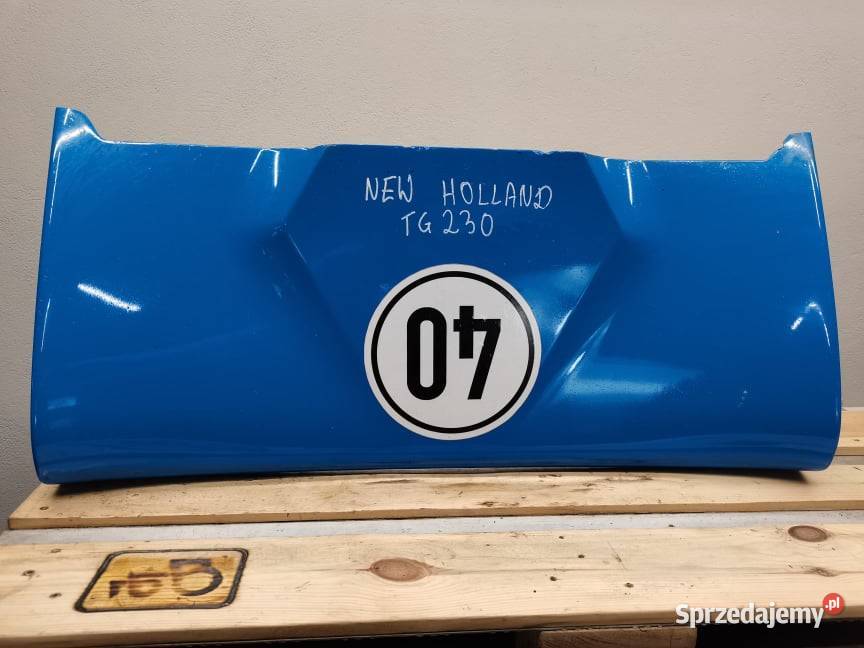 NEW HOLLAND
TG 230
40
Sprzedajemy.pl